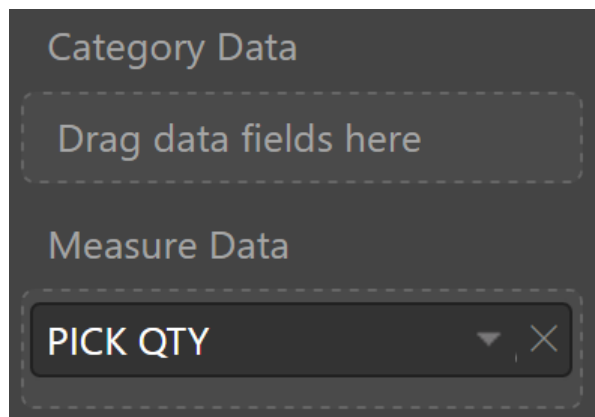 Category Data
Drag data fields here
Measure Data
PICK QTY